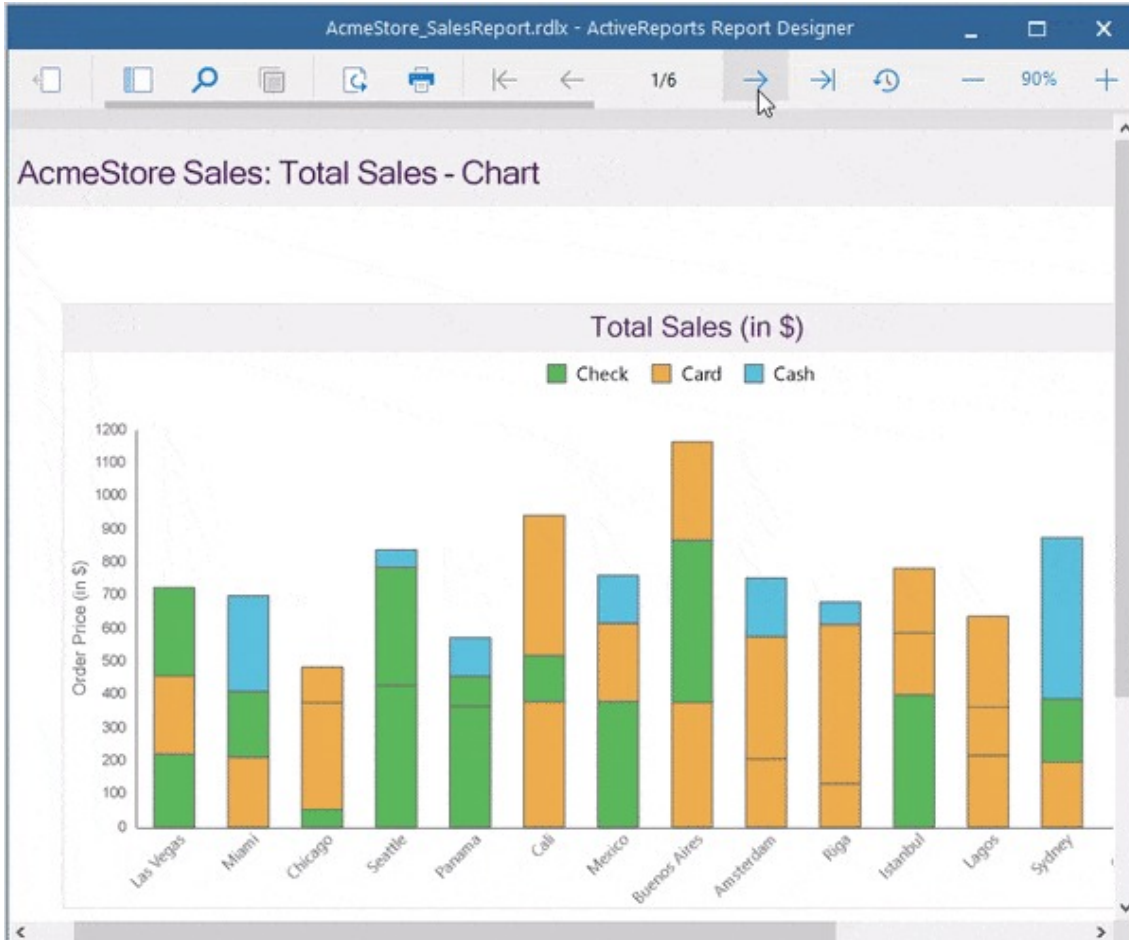 AcmeStore_SalesReport.rdlx - ActiveReports Report Designer
1/6
90%
AcmeStore Sales: Total Sales - Chart
Total Sales (in $)
Check Card Cash
Order Price (in $)
1200
1100
1000
900
800
700
600
500
400
300
200
100
0
Las Vegas
Miami
Chicago
Seattle
Panama
Cali
Mexico
Buenos Aires
Amsterdam
Riga
Istanbul
Lagos
Sydney